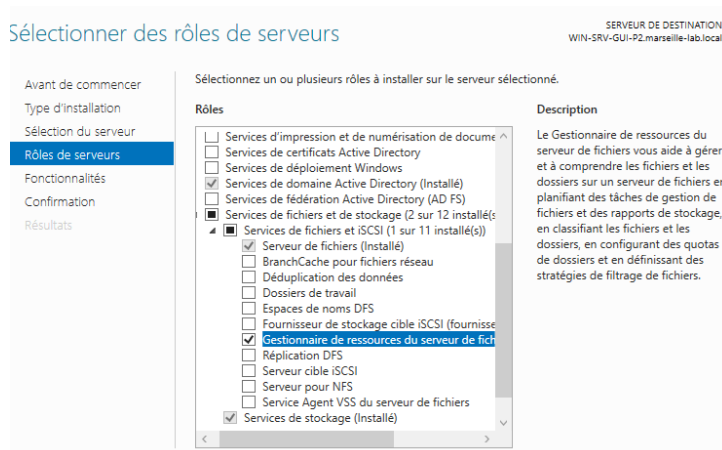 Sélectionner des rôles de serveurs
SERVEUR DE DESTINATION
WIN-SRV-GUI-P2.marseille-lab.local
Avant de commencer
Type d'installation
Sélection du serveur
Rôles de serveurs
Fonctionnalités
Confirmation
Résultats
Sélectionnez un ou plusieurs rôles à installer sur le serveur sélectionné.
Rôles
Services d'impression et de numérisation de docume
Services de certificats Active Directory
Services de déploiement Windows
Services de domaine Active Directory (Installé)
Services de fédération Active Directory (AD FS)
Services de fichiers et de stockage (2 sur 12 installé(s
Services de fichiers et iSCSI (1 sur 11 installé(s))
Serveur de fichiers (Installé)
BranchCache pour fichiers réseau
Déduplication des données
Dossiers de travail
Espaces de noms DFS
Fournisseur de stockage cible iSCSI (fournisse
Gestionnaire de ressources du serveur de fich
Réplication DFS
Serveur cible iSCSI
Serveur pour NFS
Service Agent VSS du serveur de fichiers
Services de stockage (Installé)
Description
Le Gestionnaire de ressources du
serveur de fichiers vous aide à gérer
et à comprendre les fichiers et les
dossiers sur un serveur de fichiers en
planifiant des tâches de gestion de
fichiers et des rapports de stockage,
en classifiant les fichiers et les
dossiers, en configurant des quotas
de dossiers et en définissant des
stratégies de filtrage de fichiers.